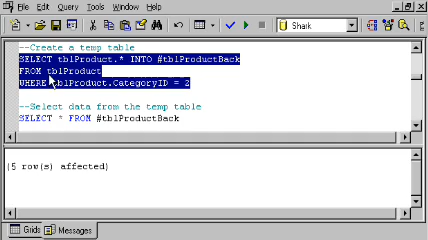 File Edit Query Tools Window Help
Shark
--Create a temp table
SELECT tblProduct.* INTO #tblProductBack
FROM tblProduct
WHERE tblProduct.CategoryID = 2
--Select data from the temp table
SELECT * FROM #tblProductBack
(5 row(s) affected)
Grids Messages